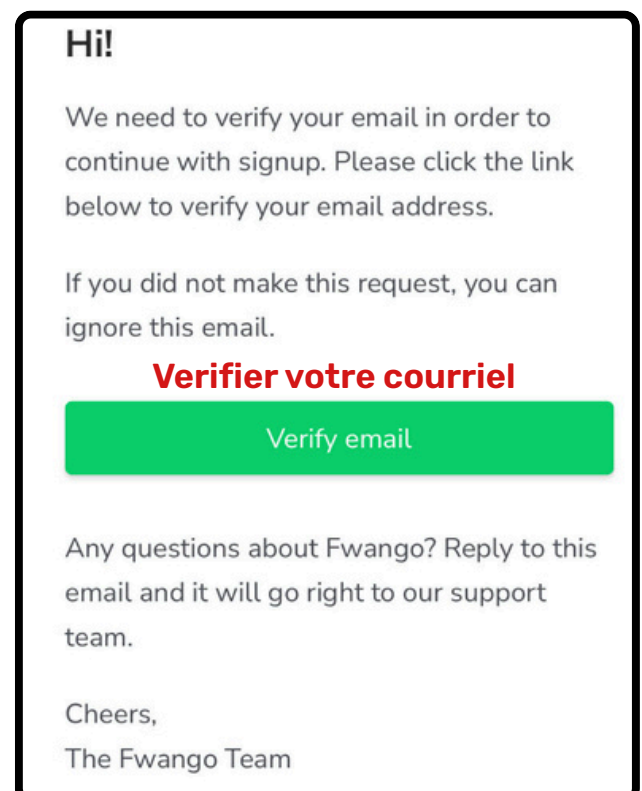 Hi!
We need to verify your email in order to
continue with signup. Please click the link
below to verify your email address.
If you did not make this request, you can
ignore this email.
Verifier votre courriel
Verify email
Any questions about Fwango? Reply to this
email and it will go right to our support
team.
Cheers,
The Fwango Team